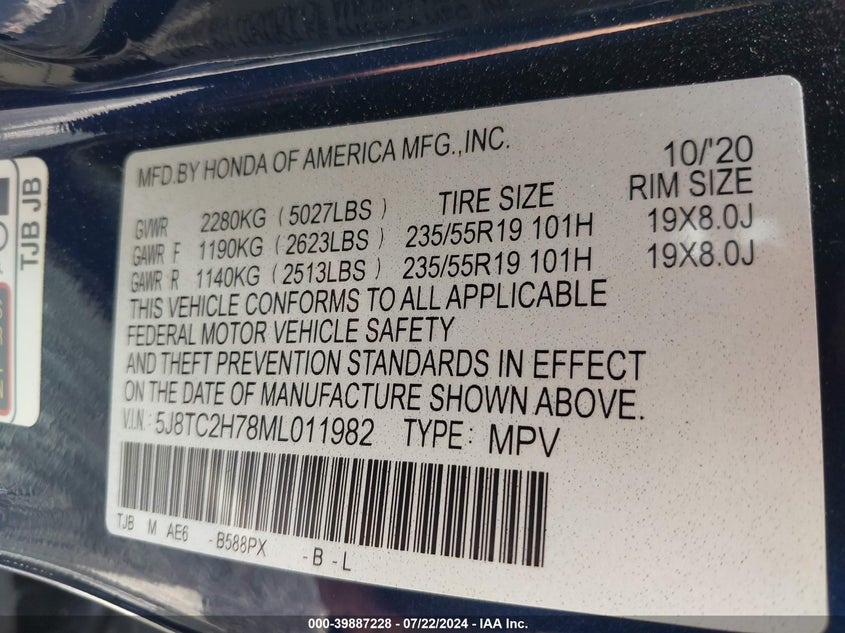 MFD.BY HONDA OF AMERICA MFG.,INC. 10/'20
TIRE SIZE RIM SIZE
GVWR 2280KG (5027LBS)
GAWR F 1190KG (2623LBS) 235/55R19 101H 19X8.0J
GAWR R 1140KG (2513LBS) 235/55R19 101H 19X8.0J
THIS VEHICLE CONFORMS TO ALL APPLICABLE
FEDERAL MOTOR VEHICLE SAFETY
AND THEFT PREVENTION STANDARDS IN EFFECT
ON THE DATE OF MANUFACTURE SHOWN ABOVE.
V.I.N.: 5J8TC2H78ML011982 TYPE: MPV
TJB M AE6 -B588PX -B-L
TJB JB
000-39887228 - 07/22/2024 - IAA Inc.